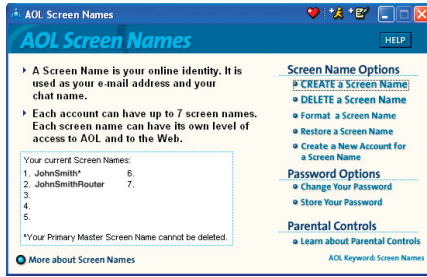 AOL Screen Names
AOL Screen Names
HELP
A Screen Name is your online identity. It is
used as your e-mail address and your
chat name.
Each account can have up to 7 screen names.
Each screen name can have its own level of
access to AOL and to the Web.
Your current Screen Names:
1. JohnSmith* 6.
2. JohnSmithRouter 7.
3.
4.
5.
*Your Primary Master Screen Name cannot be deleted.
More about Screen Names
Screen Name Options
CREATE a Screen Name
DELETE a Screen Name
Format a Screen Name
Restore a Screen Name
Create a New Account for
a Screen Name
Password Options
Change Your Password
Store Your Password
Parental Controls
Learn about Parental Controls
AOL Keyword: Screen Names